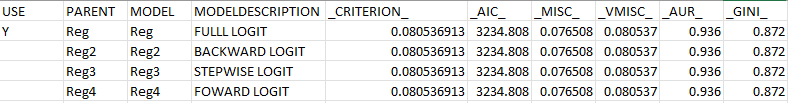 USE PARENT MODEL MODELDESCRIPTION _CRITERION_ _AIC_ _MISC_ _VMISC_ _AUR_ _GINI_
Y Reg Reg FULLL LOGIT 0.080536913 3234.808 0.076508 0.080537 0.936 0.872
Reg2 Reg2 BACKWARD LOGIT 0.080536913 3234.808 0.076508 0.080537 0.936 0.872
Reg3 Reg3 STEPWISE LOGIT 0.080536913 3234.808 0.076508 0.080537 0.936 0.872
Reg4 Reg4 FOWARD LOGIT 0.080536913 3234.808 0.076508 0.080537 0.936 0.872